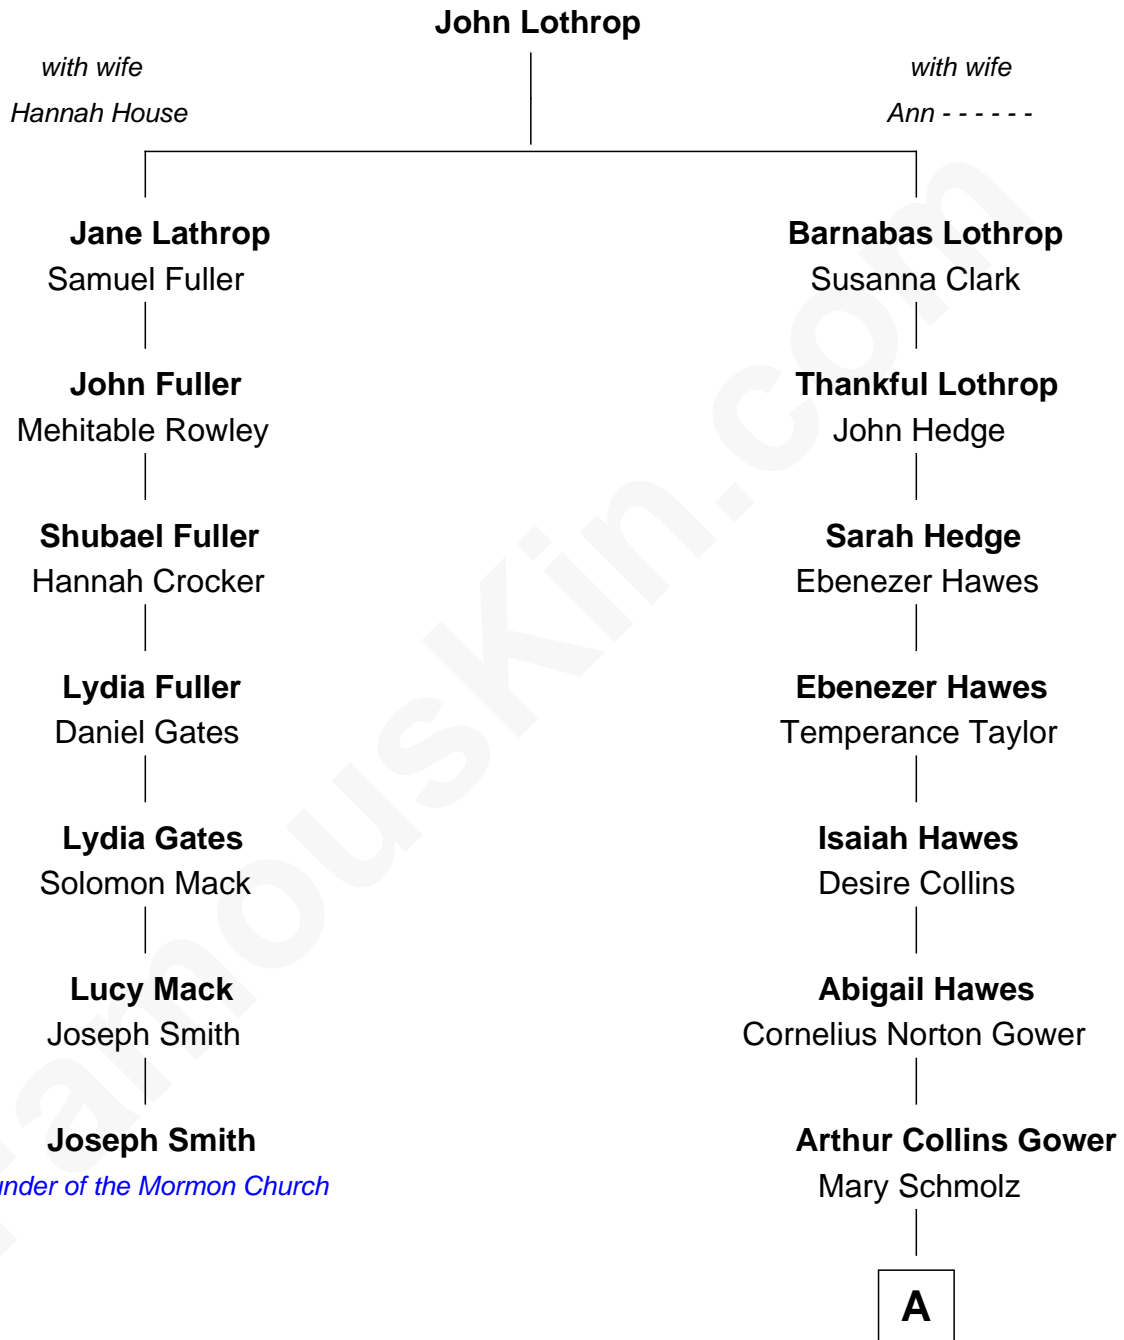 John Lothrop
with wife
Hannah House
with wife
Ann - - - - - -
Jane Lathrop
Samuel Fuller
Barnabas Lothrop
Susanna Clark
John Fuller
Mehitable Rowley
Thankful Lothrop
John Hedge
Shubael Fuller
Hannah Crocker
Sarah Hedge
Ebenezer Hawes
Lydia Fuller
Daniel Gates
Ebenezer Hawes
Temperance Taylor
Lydia Gates
Solomon Mack
Isaiah Hawes
Desire Collins
Lucy Mack
Joseph Smith
Abigail Hawes
Cornelius Norton Gower
Joseph Smith
under of the Mormon Church
Arthur Collins Gower
Mary Schmolz
A
FamousKin.com